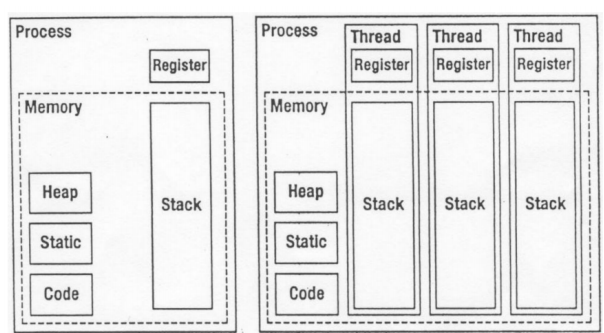 Process
Register
Memory
Heap
Stack
Static
Code
Process
Thread
Thread
Thread
Register
Register
Register
Memory
Heap
Stack
Stack
Stack
Static
Code